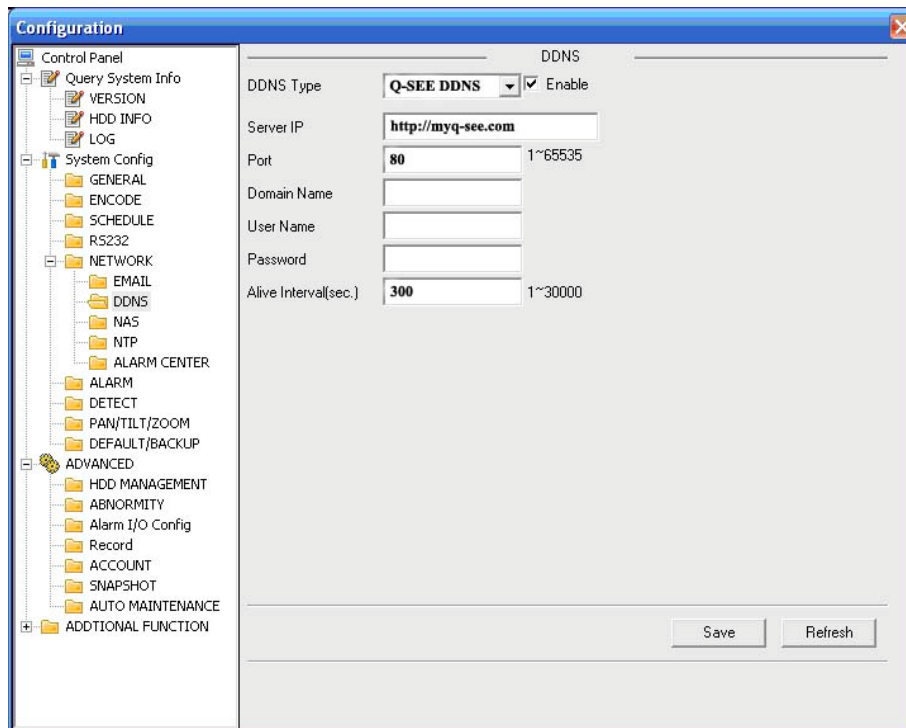 Configuration
Control Panel
Query System Info
VERSION
HDD INFO
LOG
System Config
GENERAL
ENCODE
SCHEDULE
RS232
NETWORK
EMAIL
DDNS
NAS
NTP
ALARM CENTER
ALARM
DETECT
PAN/TILT/ZOOM
DEFAULT/BACKUP
ADVANCED
HDD MANAGEMENT
ABNORMITY
Alarm I/O Config
Record
ACCOUNT
SNAPSHOT
AUTO MAINTENANCE
ADDTIONAL FUNCTION
DDNS
DDNS Type Q-SEE DDNS Enable
Server IP http://myq-see.com
Port 80 1~65535
Domain Name
User Name
Password
Alive Interval(sec.) 300 1~30000
Save Refresh